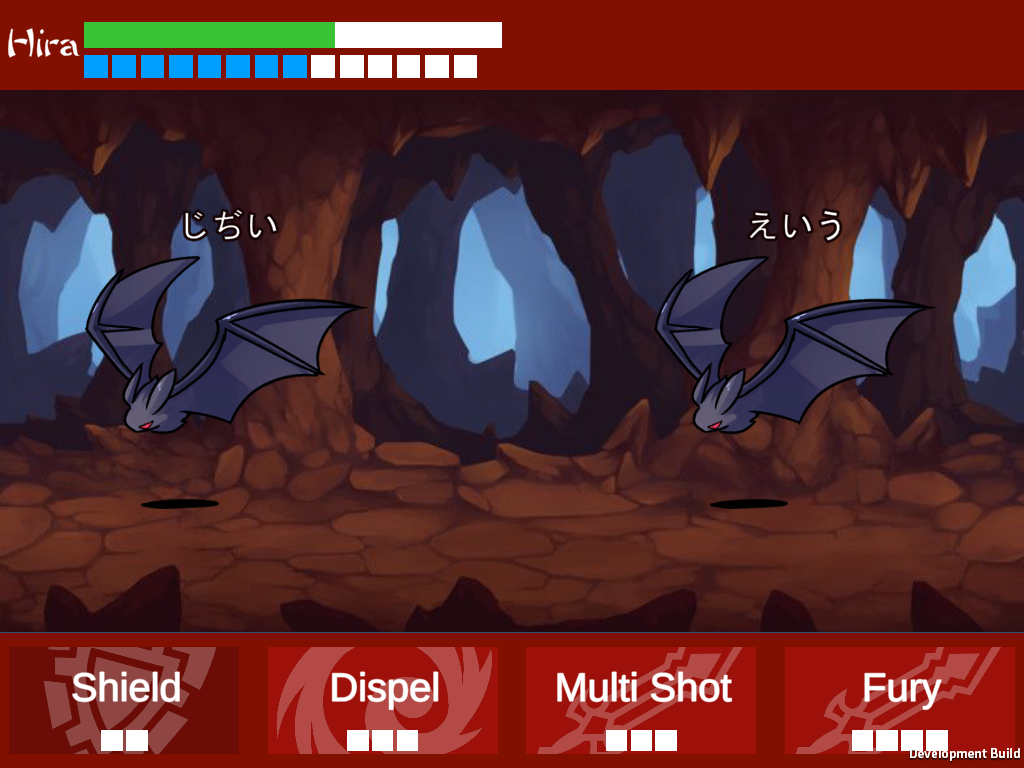 Hira
じぢい
えいう
Shield
Dispel
Multi Shot
Fury
Development Build